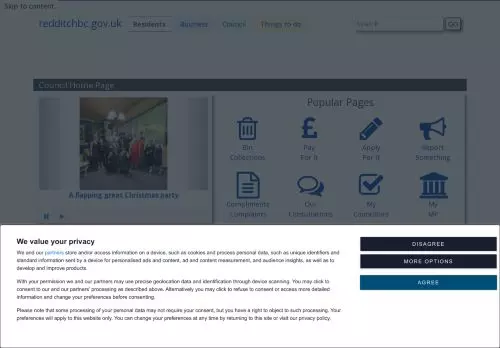 Skip to content.
redditchbc.gov.uk Residents Business Council Things to do Search GO
Council Home Page
Popular Pages
Bin Collections
Pay For It
Apply For It
Report Something
A flapping great Christmas party
Compliments Complaints
Our Consultations
My Councillors
My MP
We value your privacy
We and our partners store and/or access information on a device, such as cookies and process personal data, such as unique identifiers and
standard information sent by a device for personalised ads and content, ad and content measurement, and audience insights, as well as to
develop and improve products.
With your permission we and our partners may use precise geolocation data and identification through device scanning. You may click to
consent to our and our partners' processing as described above. Alternatively you may click to refuse to consent or access more detailed
information and change your preferences before consenting.
Please note that some processing of your personal data may not require your consent, but you have a right to object to such processing. Your
preferences will apply to this website only. You can change your preferences at any time by returning to this site or visit our privacy policy.
DISAGREE
MORE OPTIONS
AGREE